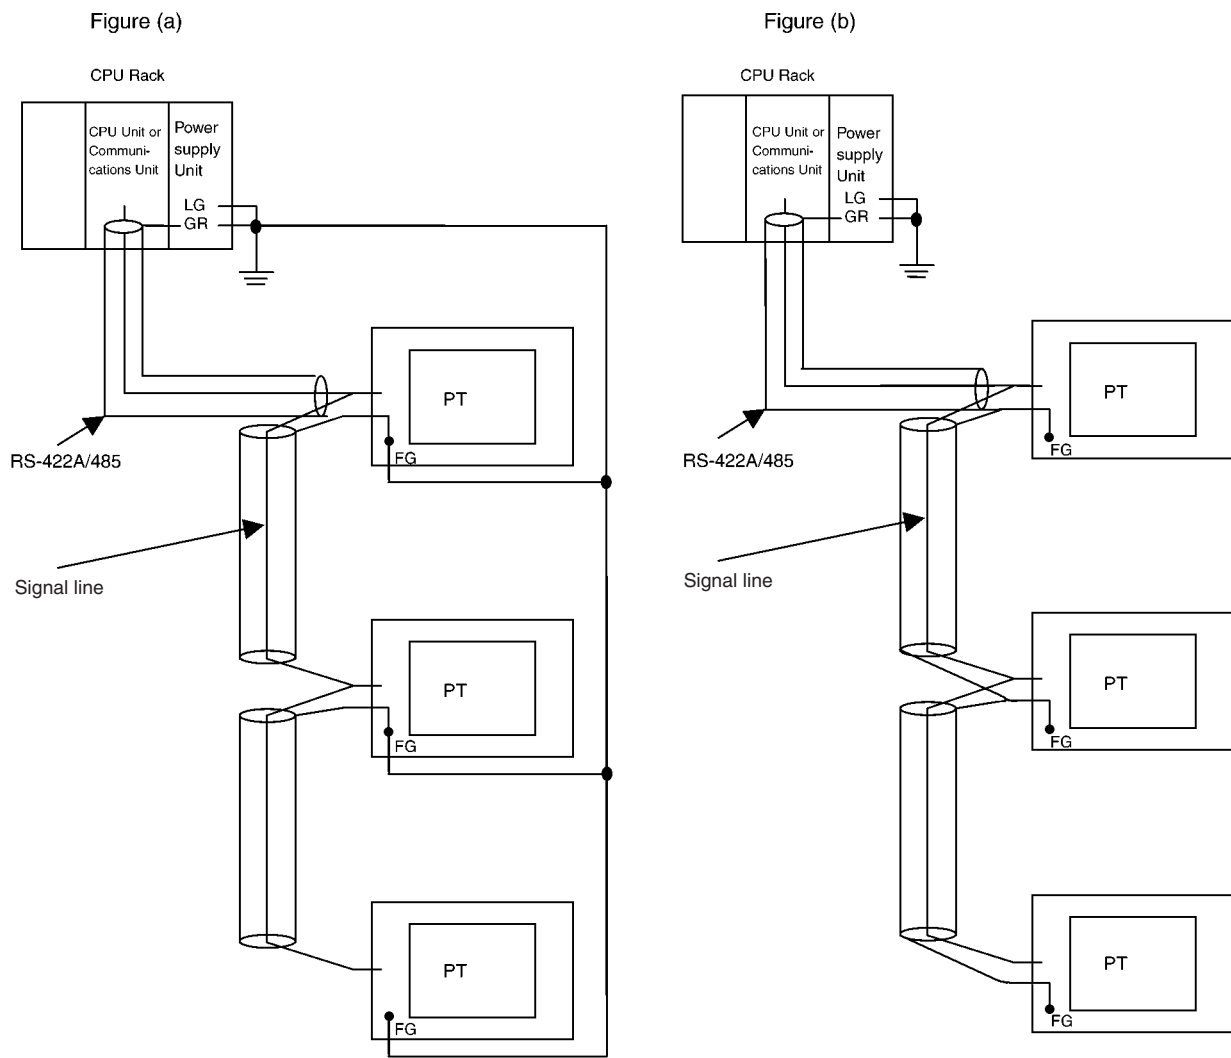 Figure (a)
CPU Rack
CPU Unit or
Communi-
cations Unit
Power
supply
Unit
LG
GR
PT
FG
RS-422A/485
Signal line
PT
FG
PT
FG
Figure (b)
CPU Rack
CPU Unit or
Communi-
cations Unit
Power
supply
Unit
LG
GR
PT
FG
RS-422A/485
Signal line
PT
FG
PT
FG